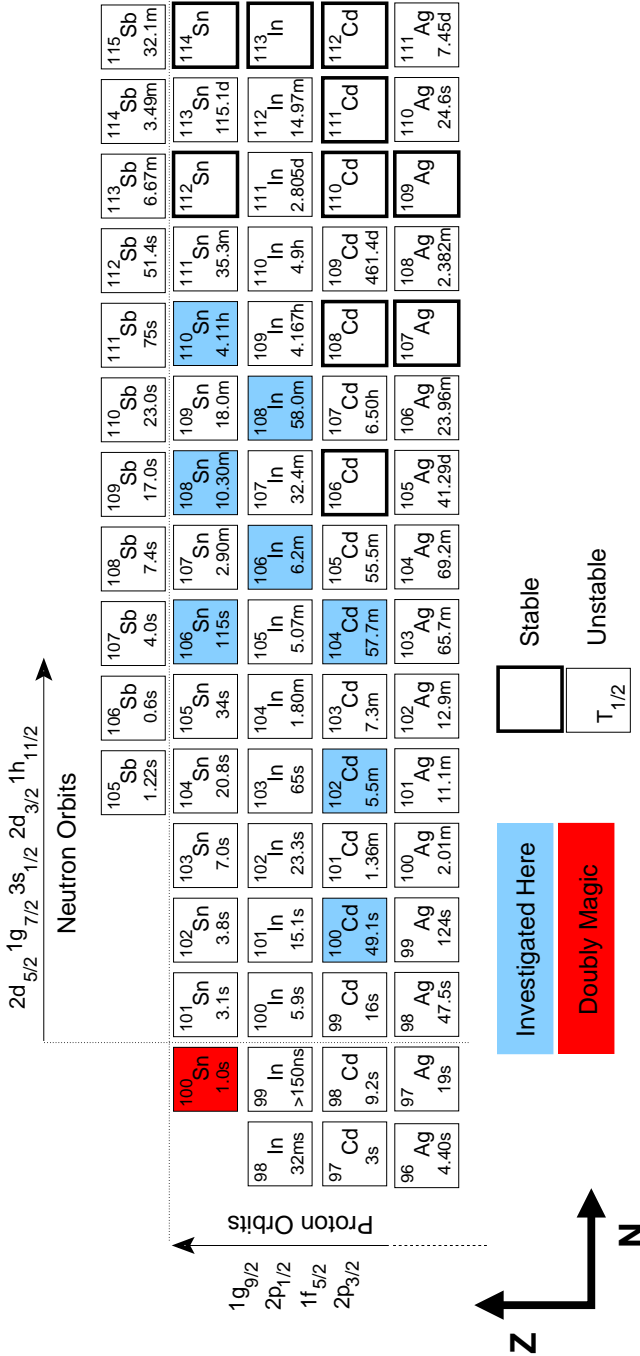 2d5/2 1g7/2 3s1/2 2d3/2 1h11/2
Neutron Orbits
105Sb 106Sb 107Sb 108Sb 109Sb 110Sb 111Sb 112Sb 113Sb 114Sb 115Sb
1.22s 0.6s 4.0s 7.4s 17.0s 23.0s 75s 51.4s 6.67m 3.49m 32.1m
100Sn 101Sn 102Sn 103Sn 104Sn 105Sn 106Sn 107Sn 108Sn 109Sn 110Sn 111Sn 112Sn 113Sn 114Sn
1.0s 3.1s 3.8s 7.0s 20.8s 34s 115s 2.90m 10.30m 18.0m 4.11h 35.3m 115.1d
98In 99In 100In 101In 102In 103In 104In 105In 106In 107In 108In 109In 110In 111In 112In 113In
32ms >150ns 5.9s 15.1s 23.3s 65s 1.80m 5.07m 6.2m 32.4m 58.0m 4.167h 4.9h 2.805d 14.97m
97Cd 98Cd 99Cd 100Cd 101Cd 102Cd 103Cd 104Cd 105Cd 106Cd 107Cd 108Cd 109Cd 110Cd 111Cd 112Cd
3s 9.2s 16s 49.1s 1.36m 5.5m 7.3m 57.7m 55.5m 6.50h 461.4d
96Ag 97Ag 98Ag 99Ag 100Ag 101Ag 102Ag 103Ag 104Ag 105Ag 106Ag 107Ag 108Ag 109Ag 110Ag 111Ag
4.40s 19s 47.5s 124s 2.01m 11.1m 12.9m 65.7m 69.2m 41.29d 23.96m 2.382m 24.6s 7.45d
Proton Orbits
1g9/2
2p1/2
1f5/2
2p3/2
Z
N
Investigated Here
Doubly Magic
Stable
T1/2
Unstable